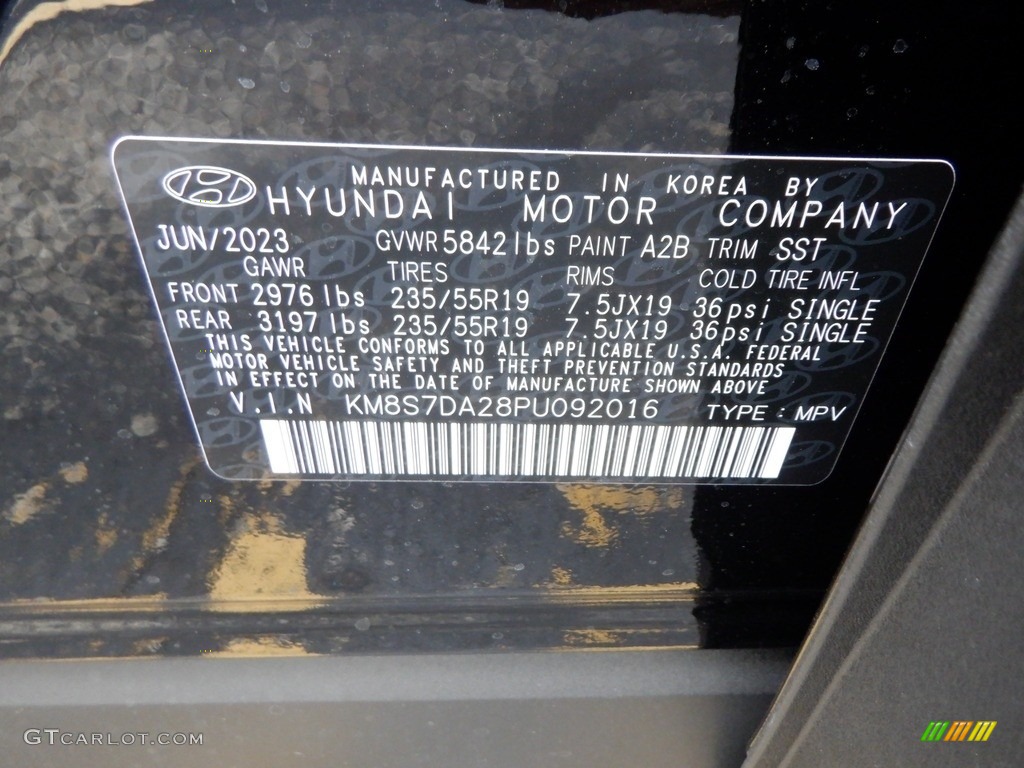 MANUFACTURED IN KOREA BY
HYUNDAI MOTOR COMPANY
JUN/2023 GVWR 5842 lbs PAINT A2B TRIM SST
GAWR TIRES RIMS COLD TIRE INFL
FRONT 2976 lbs 235/55R19 7.5JX19 36psi SINGLE
REAR 3197 lbs 235/55R19 7.5JX19 36psi SINGLE
THIS VEHICLE CONFORMS TO ALL APPLICABLE U.S.A. FEDERAL
MOTOR VEHICLE SAFETY AND THEFT PREVENTION STANDARDS
IN EFFECT ON THE DATE OF MANUFACTURE SHOWN ABOVE
V.I.N KM8S7DA28PU092016 TYPE : MPV
GTCARLOT.COM